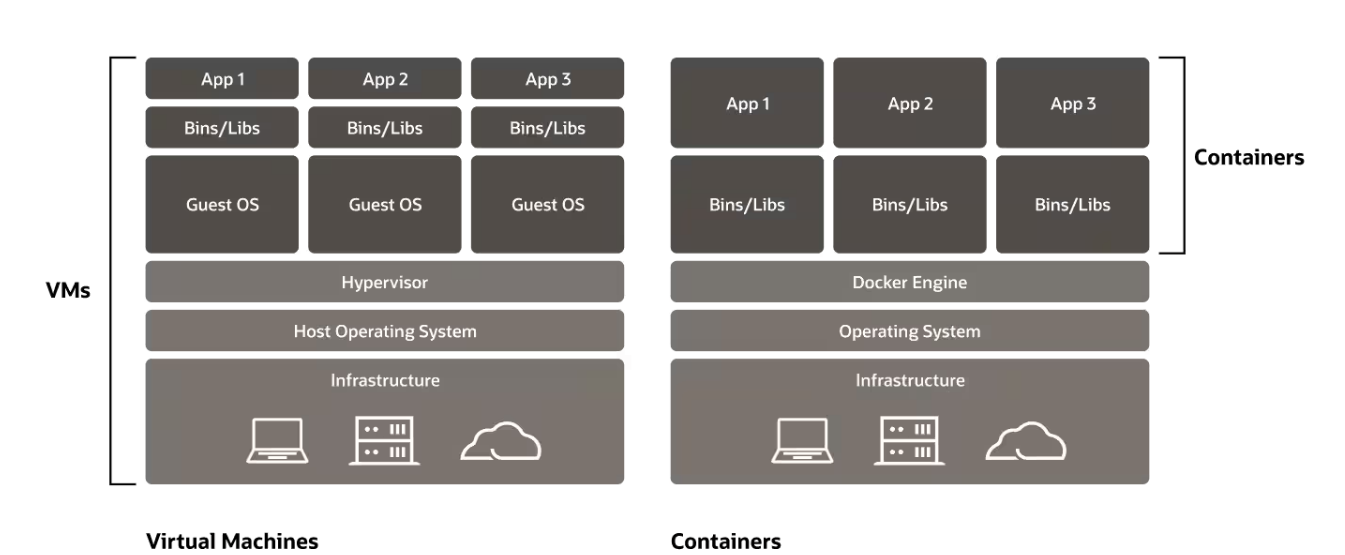 App 1
App 2
App 3
Bins/Libs
Bins/Libs
Bins/Libs
Guest OS
Guest OS
Guest OS
Hypervisor
Host Operating System
Infrastructure
VMs
Virtual Machines
App 1
App 2
App 3
Bins/Libs
Bins/Libs
Bins/Libs
Docker Engine
Operating System
Infrastructure
Containers
Containers